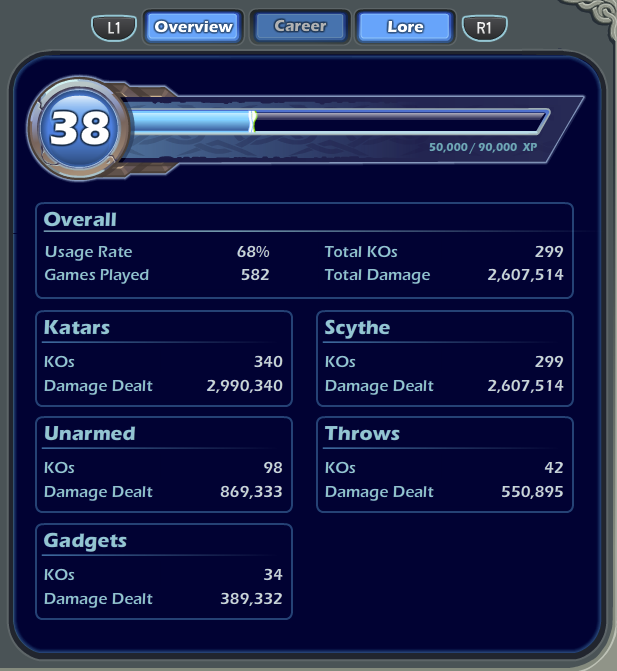 L1 Overview Career Lore R1
38
50,000 / 90,000 XP
Overall
Usage Rate 68% Total KOs 299
Games Played 582 Total Damage 2,607,514
Katars
KOs 340
Damage Dealt 2,990,340
Scythe
KOs 299
Damage Dealt 2,607,514
Unarmed
KOs 98
Damage Dealt 869,333
Throws
KOs 42
Damage Dealt 550,895
Gadgets
KOs 34
Damage Dealt 389,332